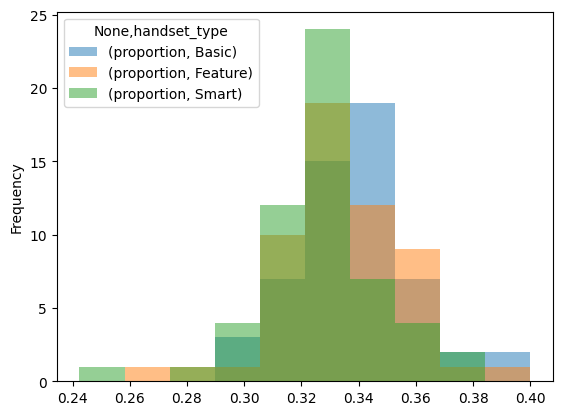 None,handset_type
(proportion, Basic)
(proportion, Feature)
(proportion, Smart)
Frequency
25
20
15
10
5
0
0.24 0.26 0.28 0.30 0.32 0.34 0.36 0.38 0.40